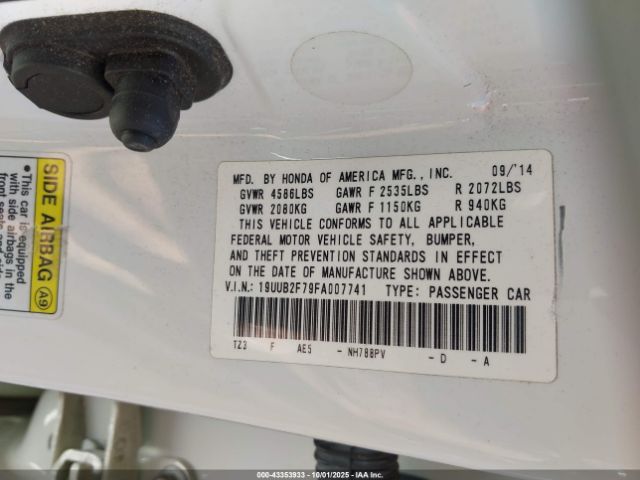 MFD. BY HONDA OF AMERICA MFG., INC. 09/'14
GVWR 4586LBS GAWR F 2535LBS R 2072LBS
GVWR 2080KG GAWR F 1150KG R 940KG
THIS VEHICLE CONFORMS TO ALL APPLICABLE
FEDERAL MOTOR VEHICLE SAFETY, BUMPER,
AND THEFT PREVENTION STANDARDS IN EFFECT
ON THE DATE OF MANUFACTURE SHOWN ABOVE.
V.I.N.: 19UUB2F79FA007741 TYPE: PASSENGER CAR
TZ3 F AE5 - NH788PV - D - A
SIDE AIRBAG A9
•This car is equipped
with side airbags in the
front seats and side
000-43353933 - 10/01/2025 - IAA Inc.